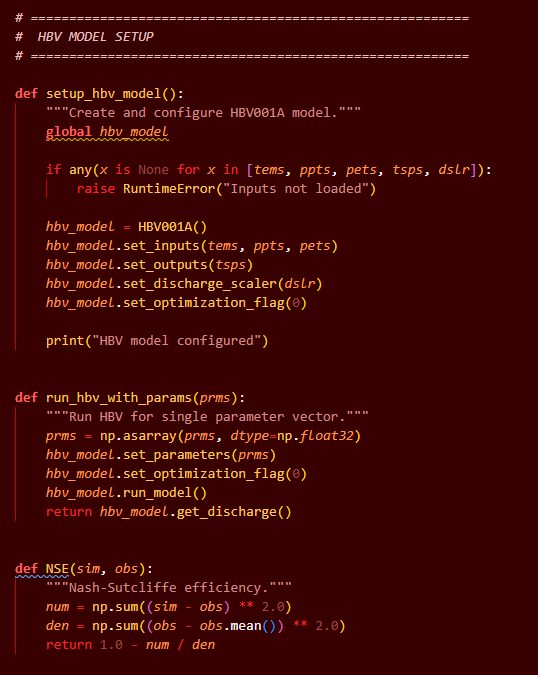 # =========================================================
#  HBV MODEL SETUP
# =========================================================
def setup_hbv_model():
    """Create and configure HBV001A model."""
    global hbv_model
    if any(x is None for x in [tems, ppts, pets, tsps, dslr]):
        raise RuntimeError("Inputs not loaded")
    hbv_model = HBV001A()
    hbv_model.set_inputs(tems, ppts, pets)
    hbv_model.set_outputs(tsps)
    hbv_model.set_discharge_scaler(dslr)
    hbv_model.set_optimization_flag(0)
    print("HBV model configured")
def run_hbv_with_params(prms):
    """Run HBV for single parameter vector."""
    prms = np.asarray(prms, dtype=np.float32)
    hbv_model.set_parameters(prms)
    hbv_model.set_optimization_flag(0)
    hbv_model.run_model()
    return hbv_model.get_discharge()
def NSE(sim, obs):
    """Nash-Sutcliffe efficiency."""
    num = np.sum((sim - obs) ** 2.0)
    den = np.sum((obs - obs.mean()) ** 2.0)
    return 1.0 - num / den